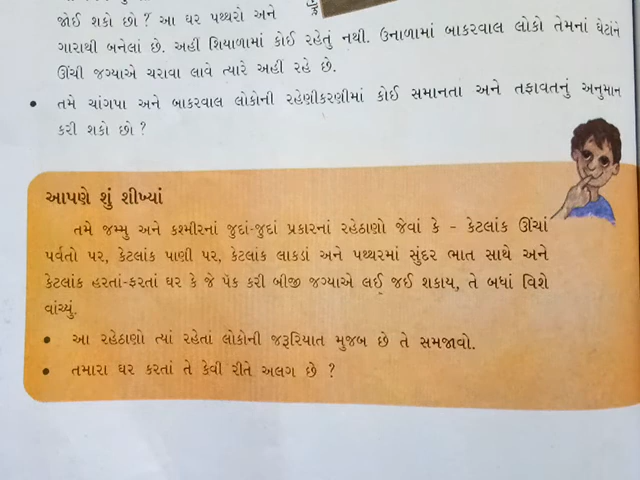 જોઈ શકો છો? આ ઘર પથ્થરો અને
ગારાથી બનેલાં છે. અહીં શિયાળામાં કોઈ રહેતું નથી. ઉનાળામાં બાકરવાલ લોકો તેમનાં ઘેટાંને
ઊંચી જગ્યાએ ચરાવા લાવે ત્યારે અહીં રહે છે.
• તમે ચાંગપા અને બાકરવાલ લોકોની રહેણીકરણીમાં કોઈ સમાનતા અને તફાવતનું અનુમાન
કરી શકો છો ?
આપણે શું શીખ્યાં
તમે જમ્મુ અને કશ્મીરનાં જુદાં-જુદાં પ્રકારનાં રહેઠાણો જેવાં કે - કેટલાંક ઊંચાં
પર્વતો પર, કેટલાંક પાણી પર, કેટલાંક લાકડાં અને પથ્થરમાં સુંદર ભાત સાથે અને
કેટલાંક હરતાં-ફરતાં ઘર કે જે પૅક કરી બીજી જગ્યાએ લઈ જઈ શકાય, તે બધાં વિશે
વાંચ્યું.
• આ રહેઠાણો ત્યાં રહેતાં લોકોની જરૂરિયાત મુજબ છે તે સમજાવો.
• તમારા ઘર કરતાં તે કેવી રીતે અલગ છે ?